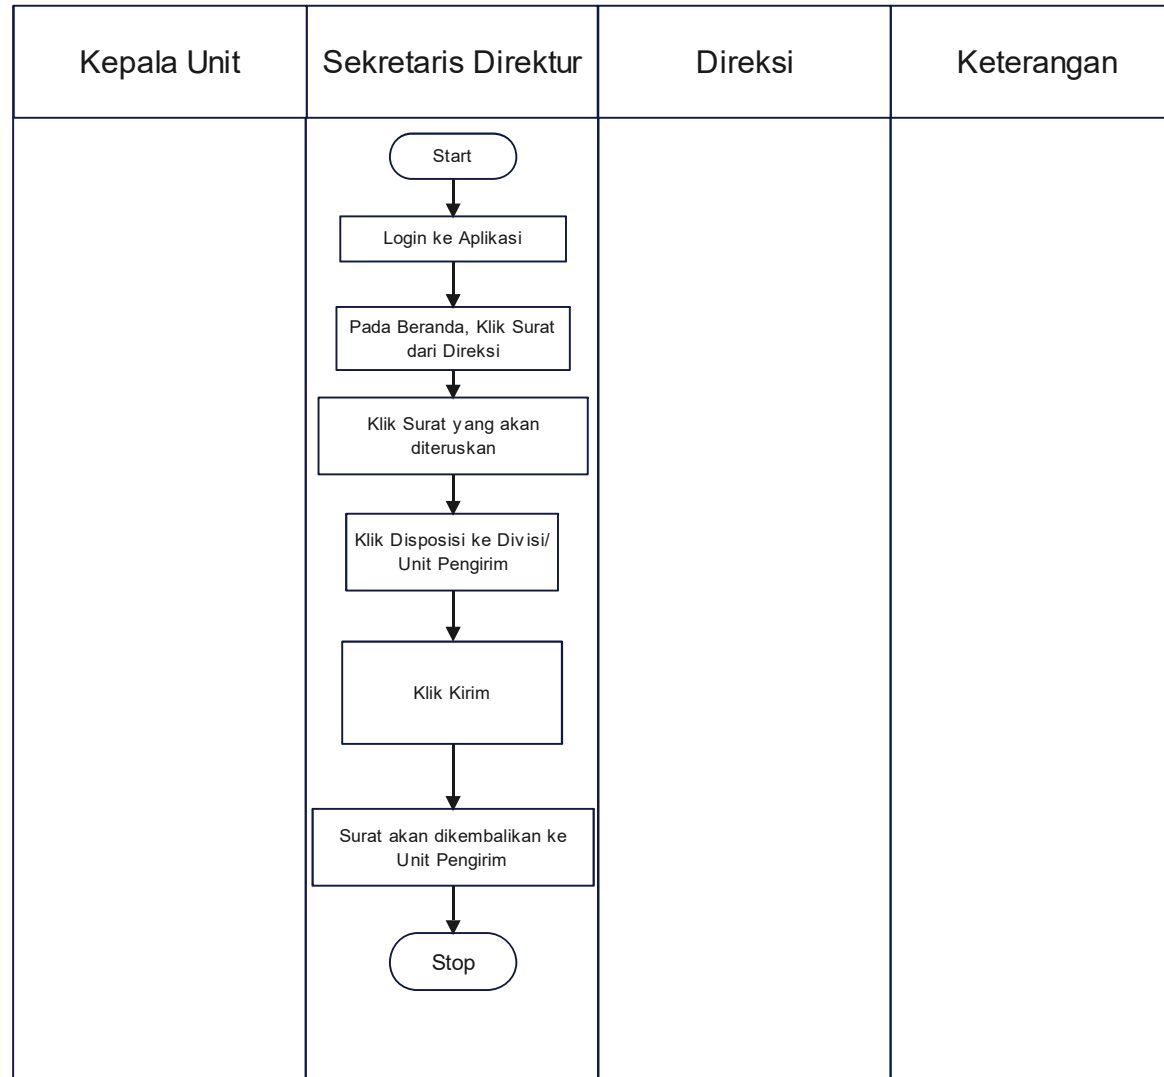 Kepala Unit
Sekretaris Direktur
Direksi
Keterangan
Start
Login ke Aplikasi
Pada Beranda, Klik Surat
dari Direksi
Klik Surat yang akan
diteruskan
Klik Disposisi ke Divisi/
Unit Pengirim
Klik Kirim
Surat akan dikembalikan ke
Unit Pengirim
Stop